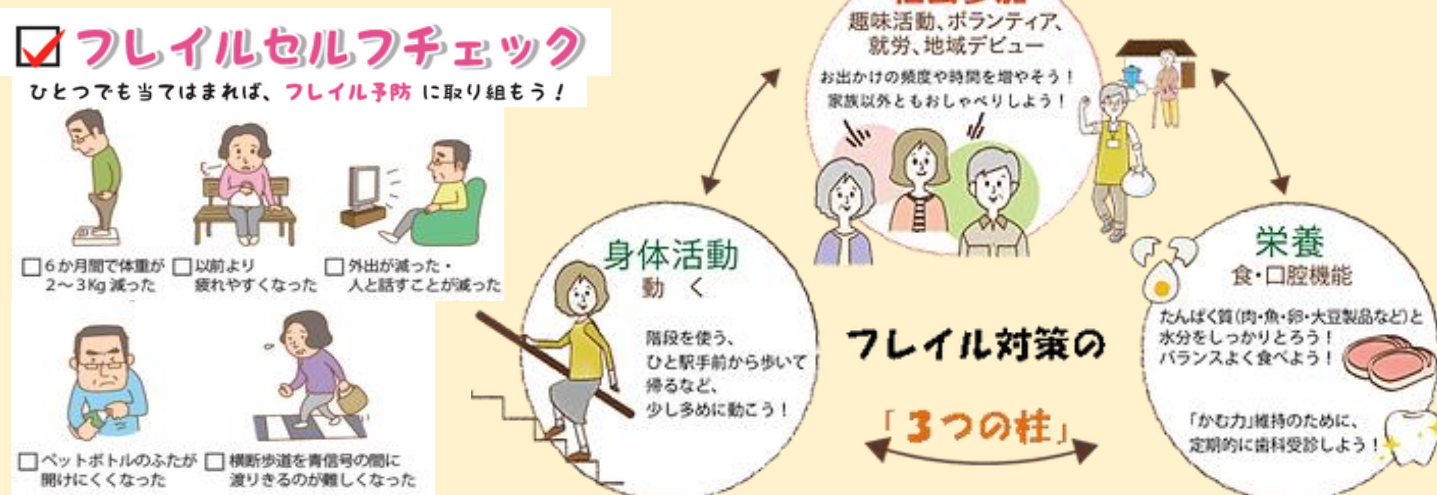 フレイルセルフチェック
ひとつでも当てはまれば、フレイル予防 に取り組もう！
□6か月間で体重が
2～3Kg 減った
□以前より
疲れやすくなった
□外出が減った・
人と話すことが減った
□ペットボトルのふたが
開けにくくなった
□横断歩道を青信号の間に
渡りきるのが難しくなった
趣味活動、ボランティア、
就労、地域デビュー
お出かけの頻度や時間を増やそう！
家族以外ともおしゃべりしよう！
身体活動
動 く
階段を使う、
ひと駅手前から歩いて
帰るなど、
少し多めに動こう！
フレイル対策の
「３つの柱」
栄養
食・口腔機能
たんぱく質(肉・魚・卵・大豆製品など)と
水分をしっかりとろう！
バランスよく食べよう！
「かむ力」維持のために、
定期的に歯科受診しよう！